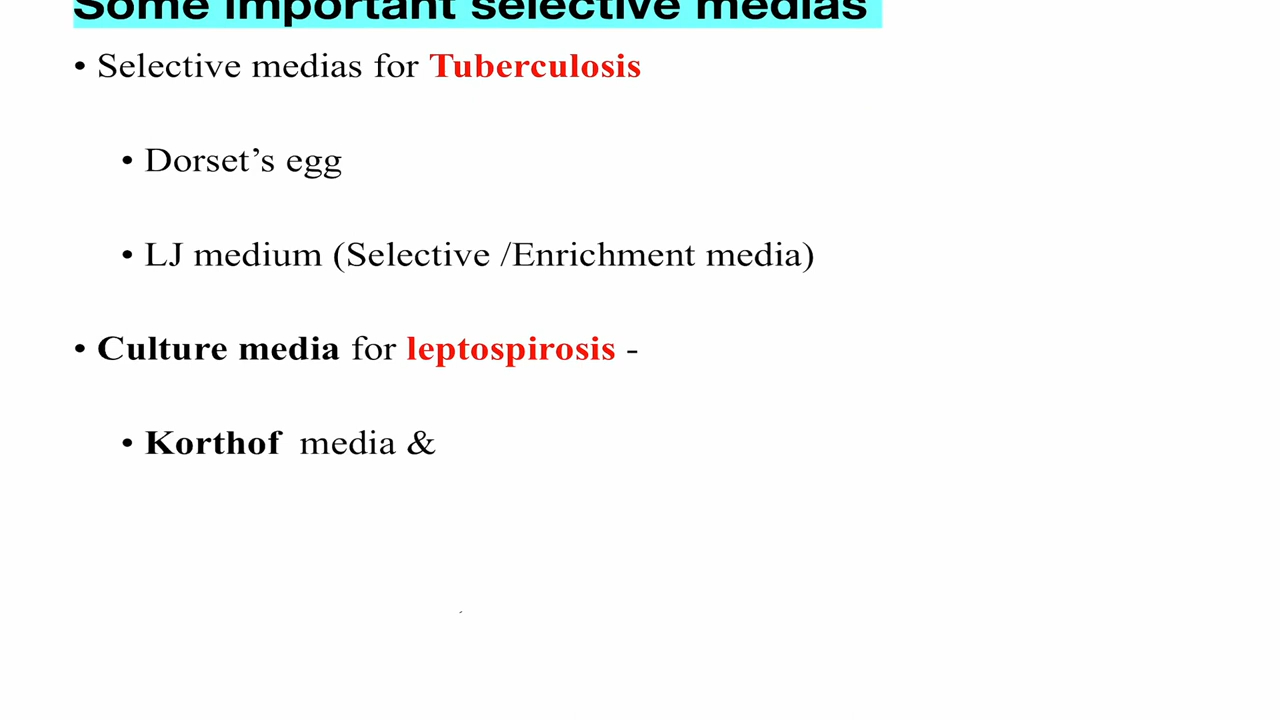 Some important selective medias
• Selective medias for Tuberculosis
• Dorset’s egg
• LJ medium (Selective /Enrichment media)
• Culture media for leptospirosis -
• Korthof media &